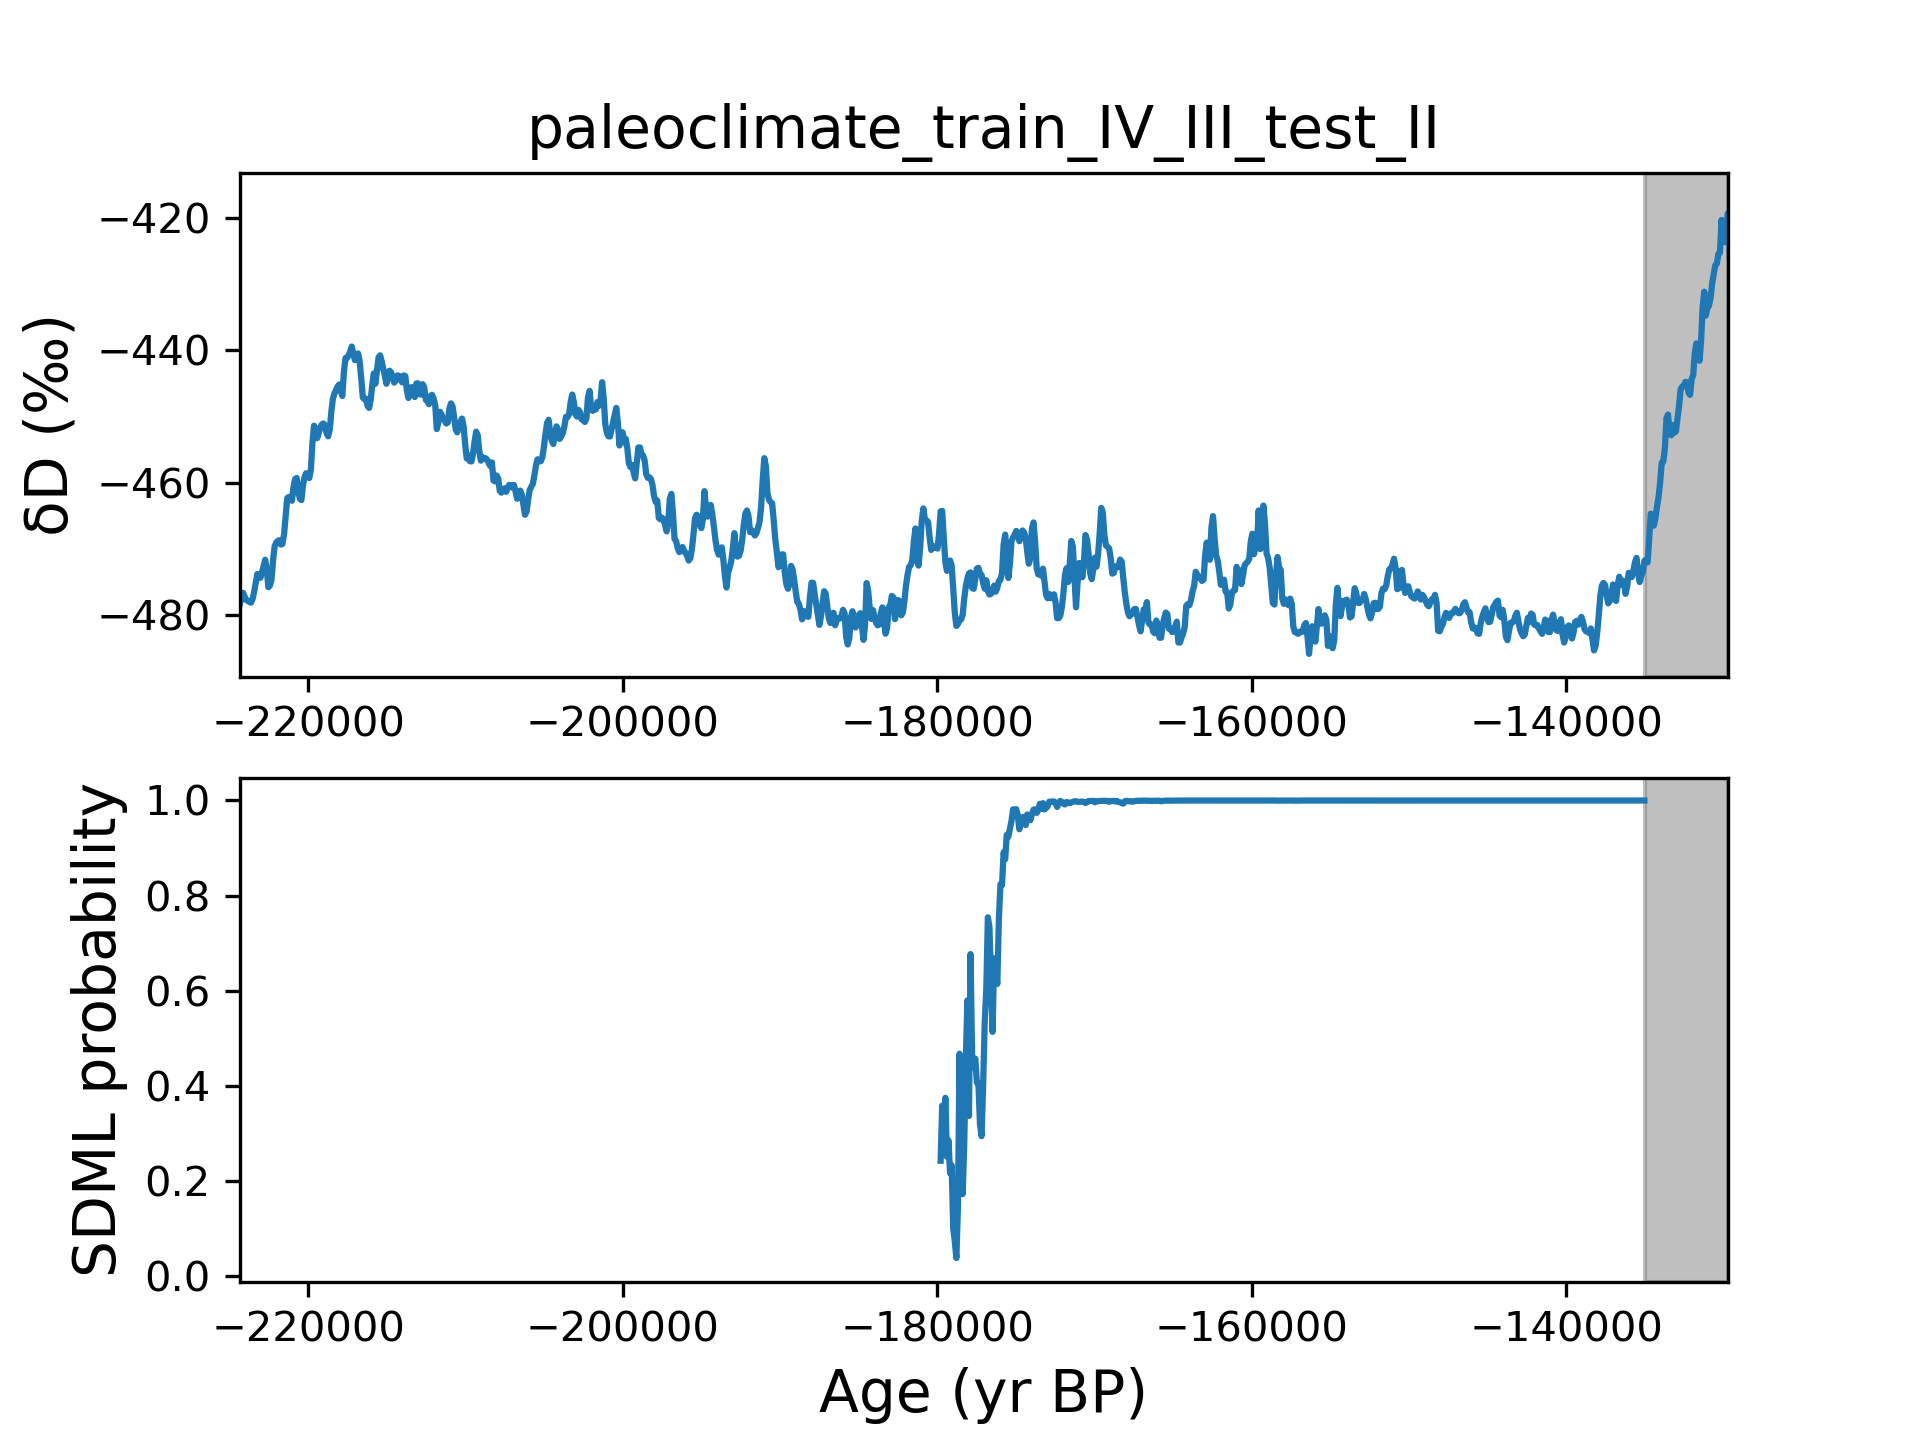 paleoclimate_train_IV_III_test_II
δD (‰)
−420
−440
−460
−480
−220000 −200000 −180000 −160000 −140000
SDML probability
1.0
0.8
0.6
0.4
0.2
0.0
−220000 −200000 −180000 −160000 −140000
Age (yr BP)